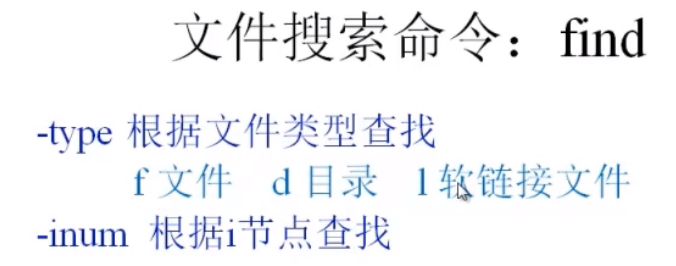 文件搜索命令：find
-type 根据文件类型查找
f 文件 d 目录 l 软链接文件
-inum 根据i节点查找